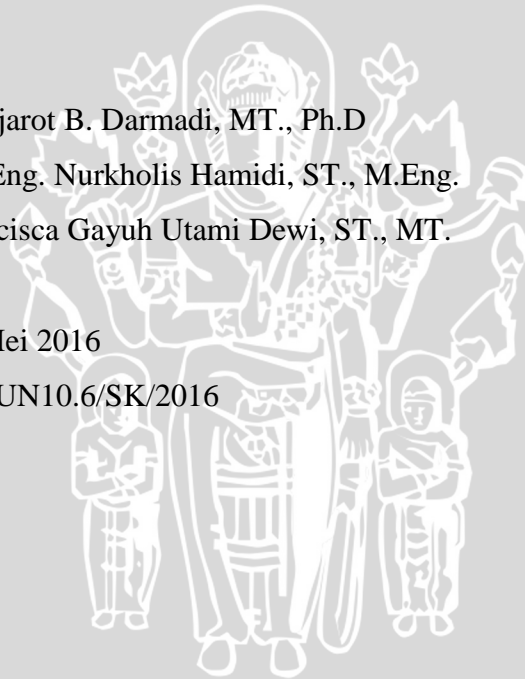 jarot B. Darmadi, MT., Ph.D
Eng. Nurkholis Hamidi, ST., M.Eng.
cisca Gayuh Utami Dewi, ST., MT.
Mei 2016
UN10.6/SK/2016